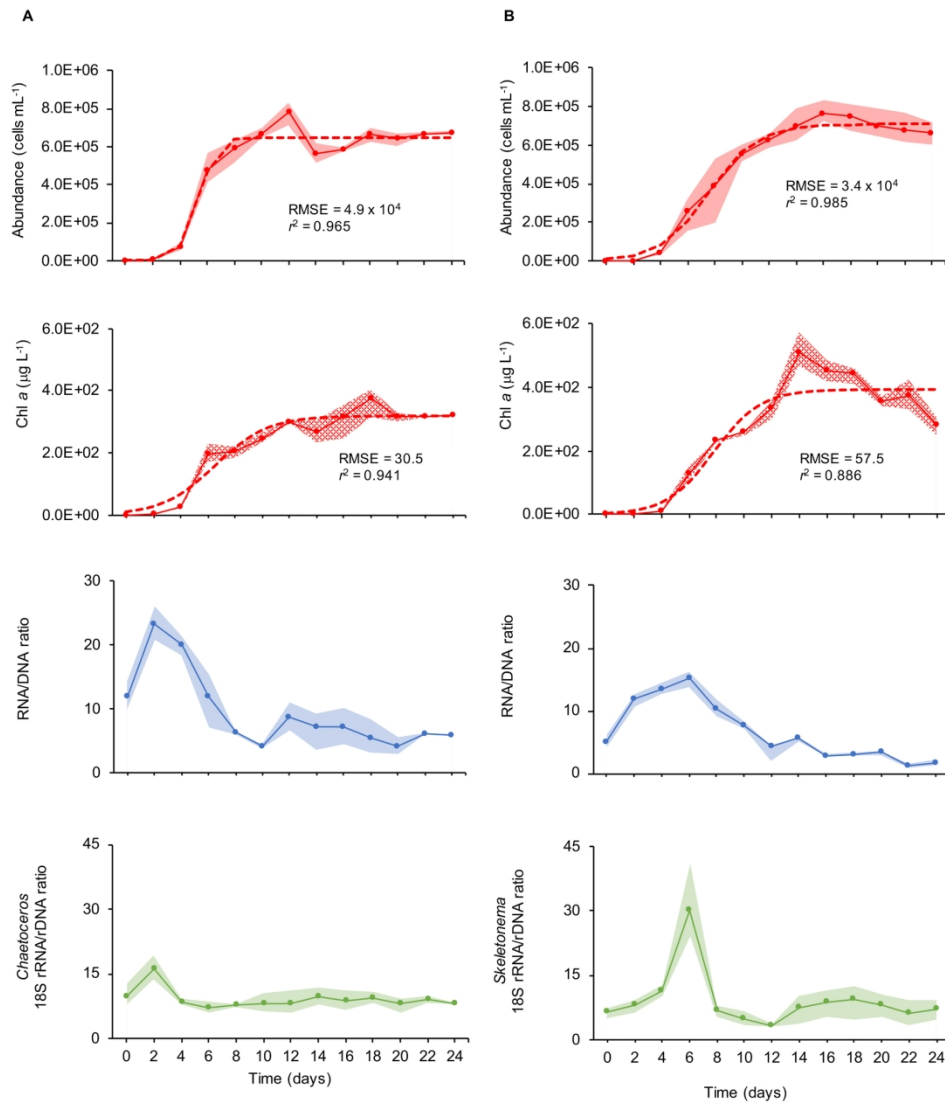 A
B
Abundance (cells mL⁻¹)
1.0E+06
8.0E+05
6.0E+05
4.0E+05
2.0E+05
0.0E+00
RMSE = 4.9 x 10⁴
r² = 0.965
Abundance (cells mL⁻¹)
1.0E+06
8.0E+05
6.0E+05
4.0E+05
2.0E+05
0.0E+00
RMSE = 3.4 x 10⁴
r² = 0.985
Chl a (µg L⁻¹)
6.0E+02
4.0E+02
2.0E+02
0.0E+00
RMSE = 30.5
r² = 0.941
Chl a (µg L⁻¹)
6.0E+02
4.0E+02
2.0E+02
0.0E+00
RMSE = 57.5
r² = 0.886
RNA/DNA ratio
30
20
10
0
RNA/DNA ratio
30
20
10
0
Chaetoceros
18S rRNA/rDNA ratio
45
30
15
0
0 2 4 6 8 10 12 14 16 18 20 22 24
Time (days)
Skeletonema
18S rRNA/rDNA ratio
45
30
15
0
0 2 4 6 8 10 12 14 16 18 20 22 24
Time (days)